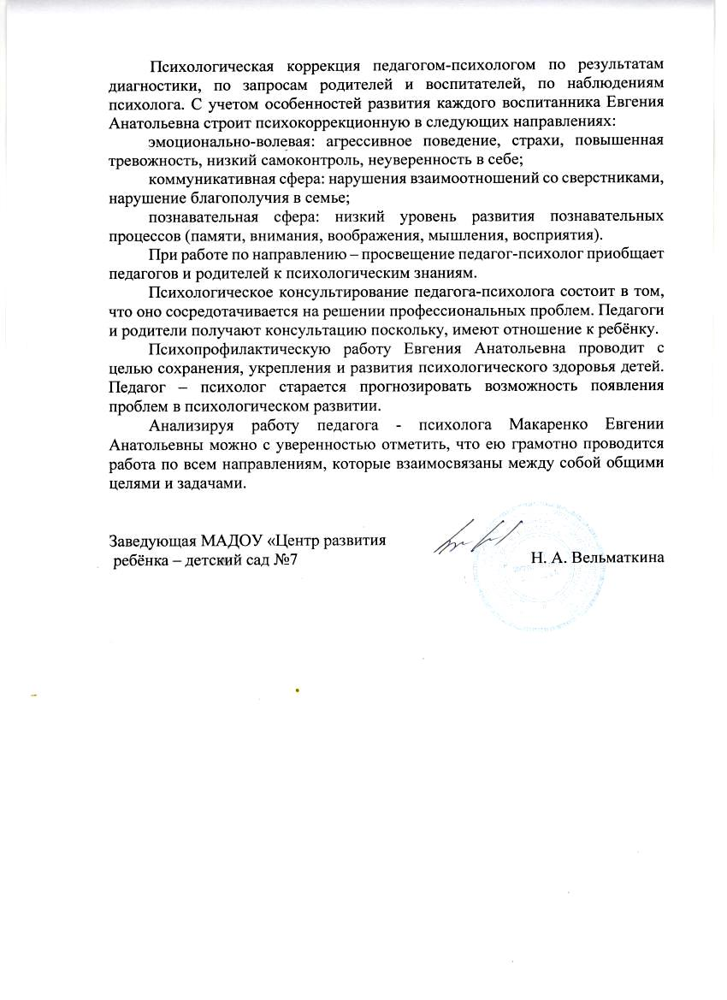 Психологическая коррекция педагогом-психологом по результатам
диагностики, по запросам родителей и воспитателей, по наблюдениям
психолога. С учетом особенностей развития каждого воспитанника Евгения
Анатольевна строит психокоррекционную в следующих направлениях:
эмоционально-волевая: агрессивное поведение, страхи, повышенная
тревожность, низкий самоконтроль, неуверенность в себе;
коммуникативная сфера: нарушения взаимоотношений со сверстниками,
нарушение благополучия в семье;
познавательная сфера: низкий уровень развития познавательных
процессов (памяти, внимания, воображения, мышления, восприятия).
При работе по направлению – просвещение педагог-психолог приобщает
педагогов и родителей к психологическим знаниям.
Психологическое консультирование педагога-психолога состоит в том,
что оно сосредотачивается на решении профессиональных проблем. Педагоги
и родители получают консультацию поскольку, имеют отношение к ребёнку.
Психопрофилактическую работу Евгения Анатольевна проводит с
целью сохранения, укрепления и развития психологического здоровья детей.
Педагог – психолог старается прогнозировать возможность появления
проблем в психологическом развитии.
Анализируя работу педагога - психолога Макаренко Евгении
Анатольевны можно с уверенностью отметить, что ею грамотно проводится
работа по всем направлениям, которые взаимосвязаны между собой общими
целями и задачами.
Заведующая МАДОУ «Центр развития
ребёнка – детский сад №7
Н. А. Вельматкина